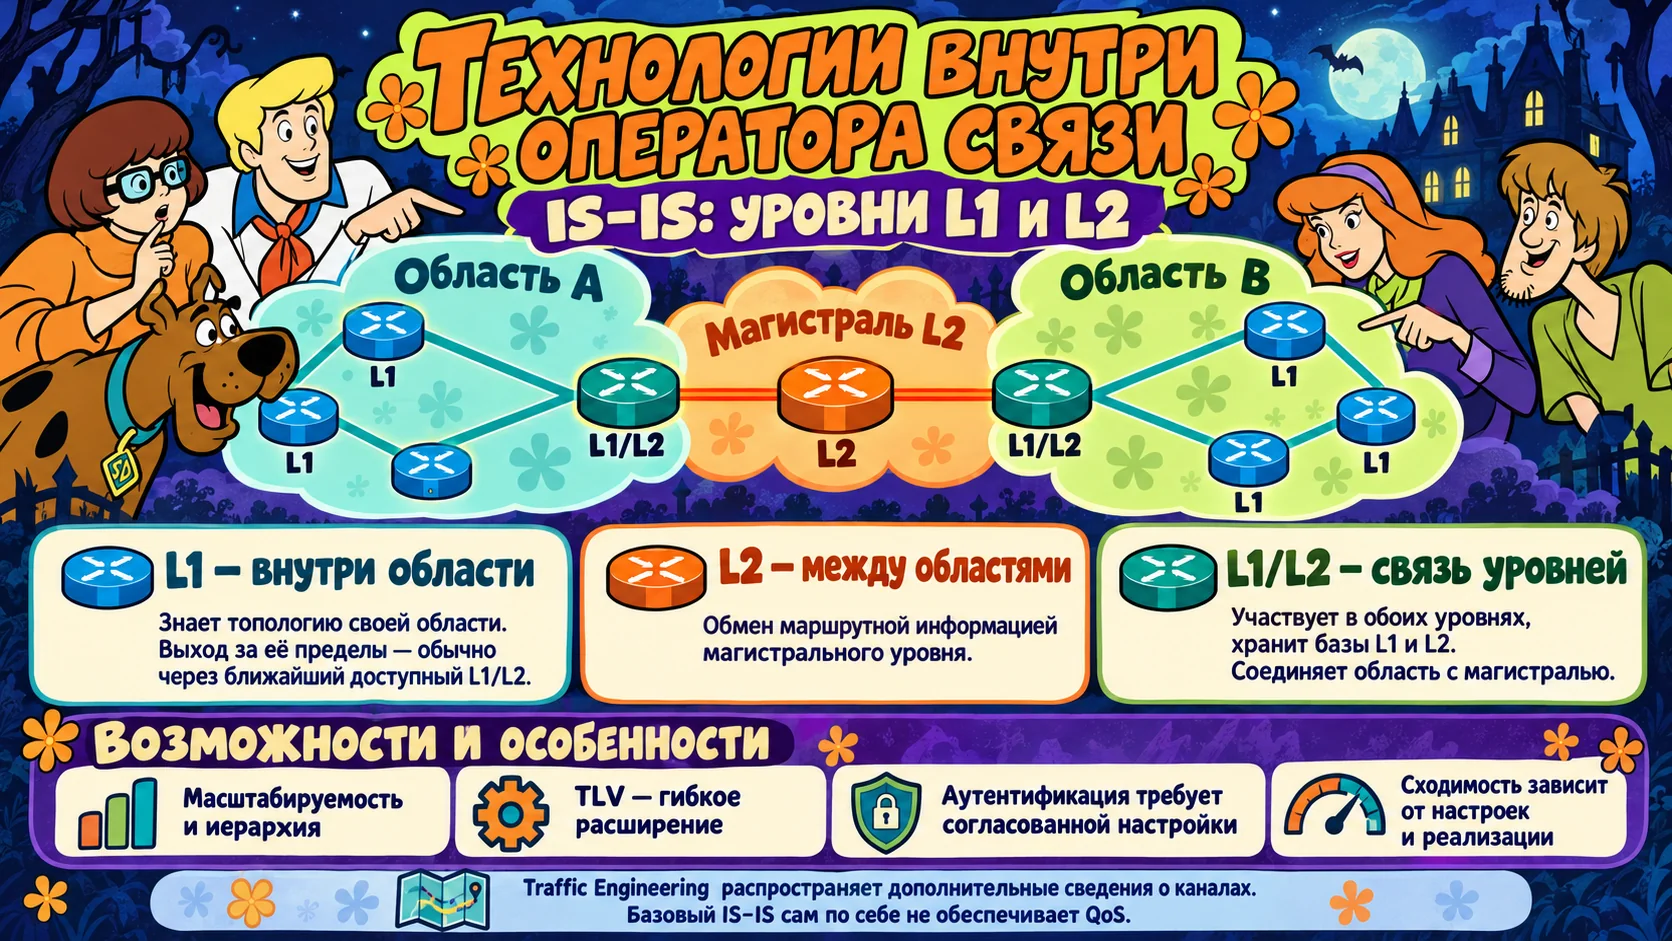 Технологии внутри
оператора связи
IS-IS: уровни L1 и L2
Область A
Магистраль L2
Область B
L1
L1
L1/L2
L2
L1/L2
L1
L1
L1
L1 – внутри области
Знает топологию своей области.
Выход за её пределы — обычно
через ближайший доступный L1/L2.
L2 – между областями
Обмен маршрутной информацией
магистрального уровня.
L1/L2 – связь уровней
Участвует в обоих уровнях,
хранит базы L1 и L2.
Соединяет область с магистралью.
Возможности и особенности
Масштабируемость
и иерархия
TLV — гибкое
расширение
Аутентификация требует
согласованной настройки
Сходимость зависит
от настроек
и реализации
Traffic Engineering распространяет дополнительные сведения о каналах.
Базовый IS-IS сам по себе не обеспечивает QoS.
SD